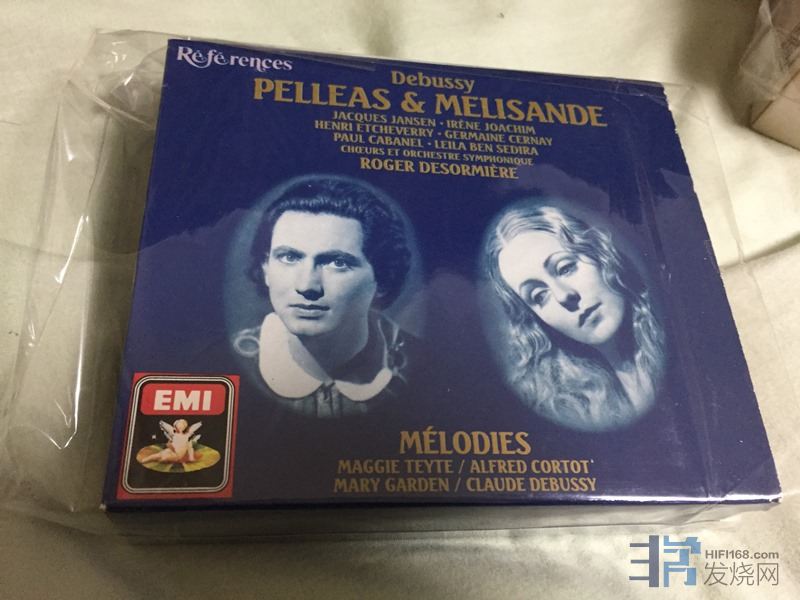 Références
Debussy
PELLEAS & MELISANDE
JACQUES JANSEN · IRÈNE JOACHIM
HENRI ETCHEVERRY · GERMAINE CERNAY
PAUL CABANEL · LEILA BEN SEDIRA
CHŒURS ET ORCHESTRE SYMPHONIQUE
ROGER DESORMIÈRE
EMI
MÉLODIES
MAGGIE TEYTE / ALFRED CORTOT
MARY GARDEN / CLAUDE DEBUSSY
HIFI168.com
发烧网